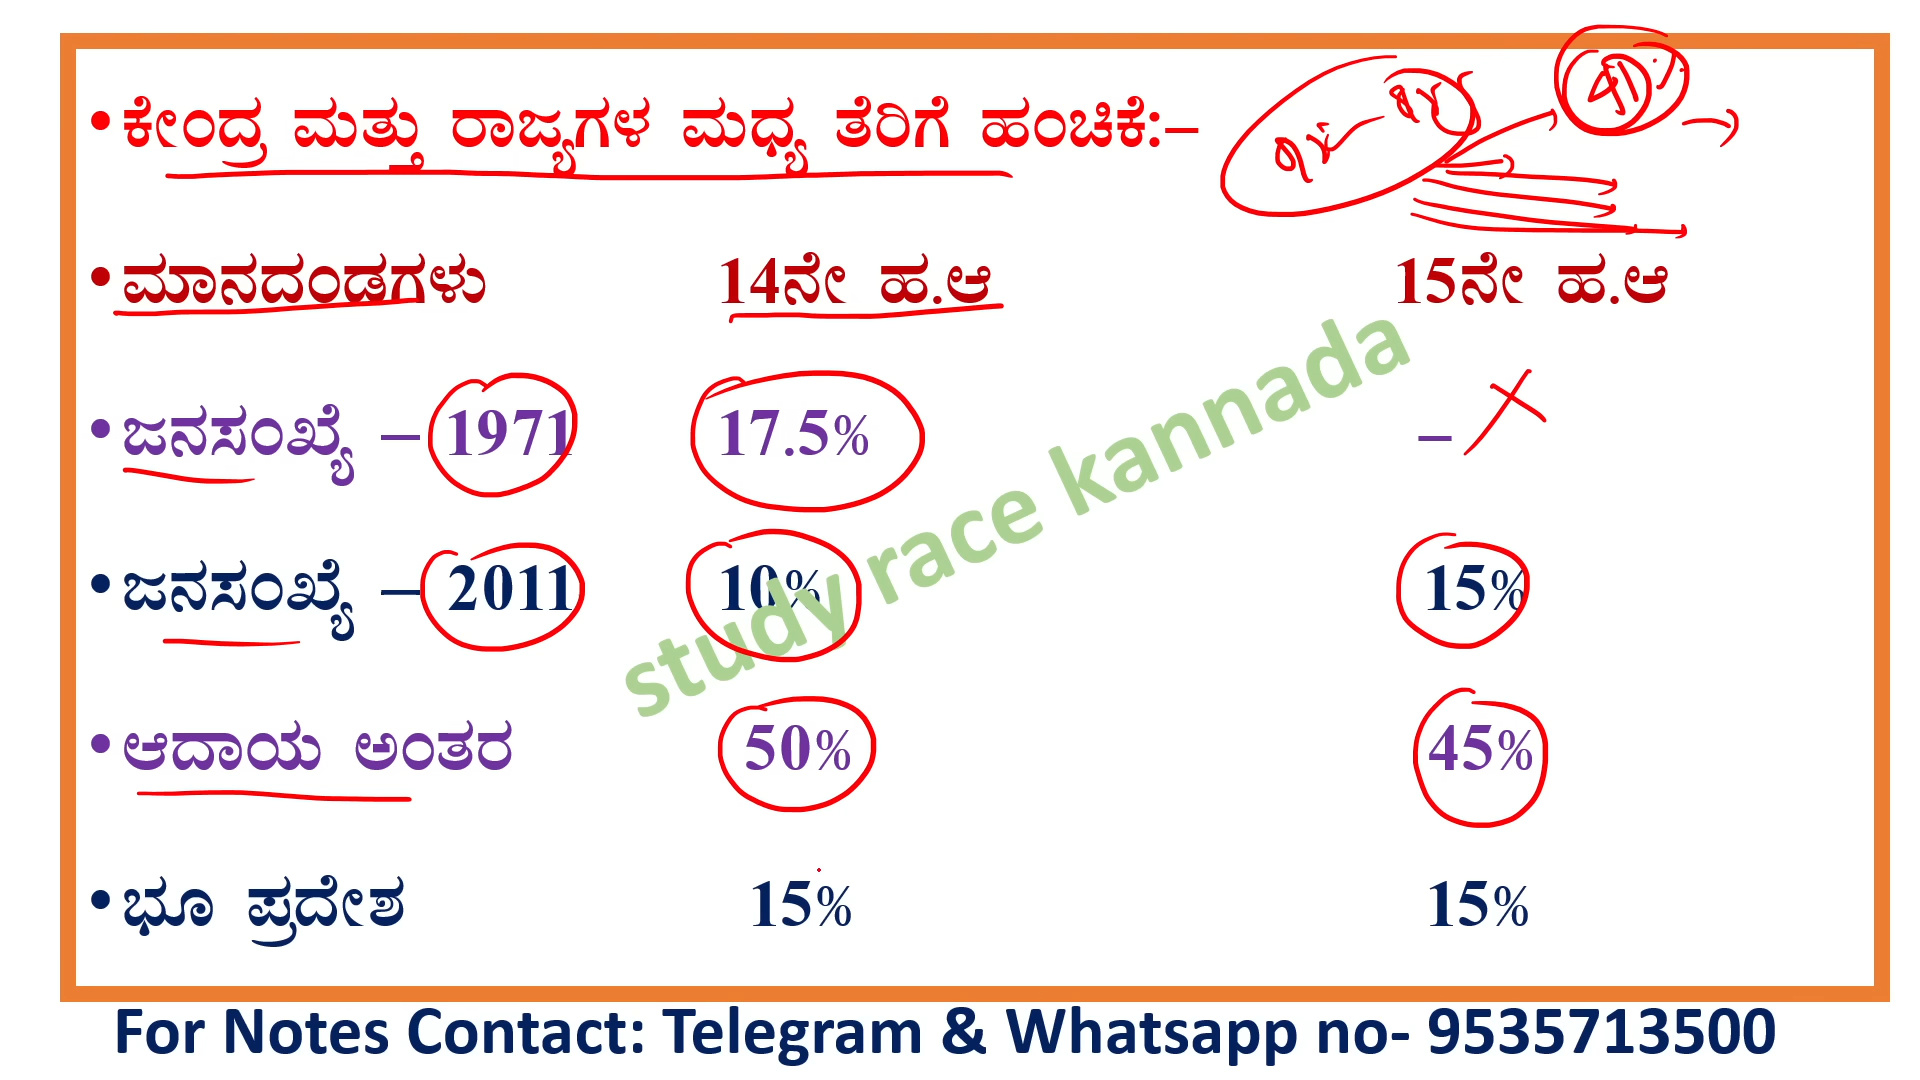 •ಕೇಂದ್ರ ಮತ್ತು ರಾಜ್ಯಗಳ ಮಧ್ಯ ತೆರಿಗೆ ಹಂಚಿಕೆ:–
41%
•ಮಾನದಂಡಗಳು 14ನೇ ಹ.ಆ 15ನೇ ಹ.ಆ
•ಜನಸಂಖ್ಯೆ – 1971 17.5% –
•ಜನಸಂಖ್ಯೆ – 2011 10% 15%
•ಆದಾಯ ಅಂತರ 50% 45%
•ಭೂ ಪ್ರದೇಶ 15% 15%
study race kannada
For Notes Contact: Telegram & Whatsapp no- 9535713500